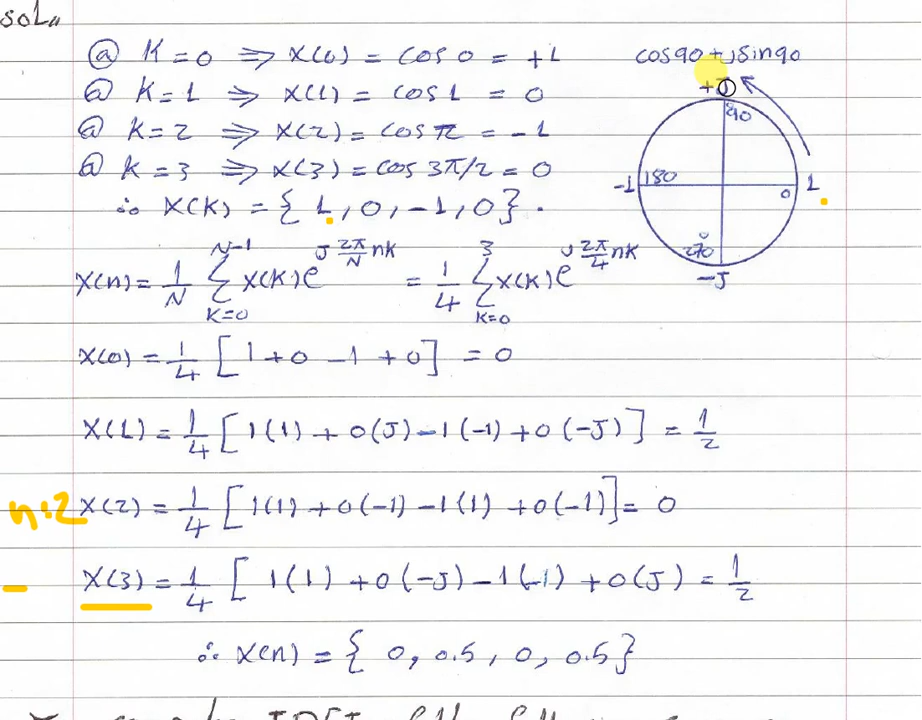 soLn
@ K=0 ⇒ X(0) = cos 0 = +1
@ K=1 ⇒ X(1) = cos 1 = 0
@ K=2 ⇒ X(2) = cos π = -1
@ K=3 ⇒ X(3) = cos 3π/2 = 0
∴ X(K) = { 1, 0, -1, 0 }.
cos90+jsin90
+J
90
-1 180 0 1
270
-J
X(n) = 1/N Σ_{K=0}^{N-1} X(K) e^{J 2π/N nK} = 1/4 Σ_{K=0}^{3} X(K) e^{J 2π/4 nK}
X(0) = 1/4 [ 1+0 -1 +0 ] = 0
X(1) = 1/4 [ 1(1) + 0(J) -1(-1) +0(-J) ] = 1/2
n=2 X(2) = 1/4 [ 1(1) +0(-1) -1(1) +0(-1) ] = 0
X(3) = 1/4 [ 1(1) +0(-J) -1(-1) +0(J) = 1/2
∴ X(n) = { 0, 0.5, 0, 0.5 }